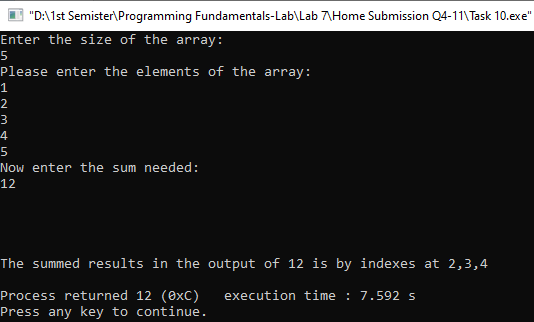 "D:\1st Semister\Programming Fundamentals-Lab\Lab 7\Home Submission Q4-11\Task 10.exe"
Enter the size of the array:
5
Please enter the elements of the array:
1
2
3
4
5
Now enter the sum needed:
12
The summed results in the output of 12 is by indexes at 2,3,4
Process returned 12 (0xC)   execution time : 7.592 s
Press any key to continue.